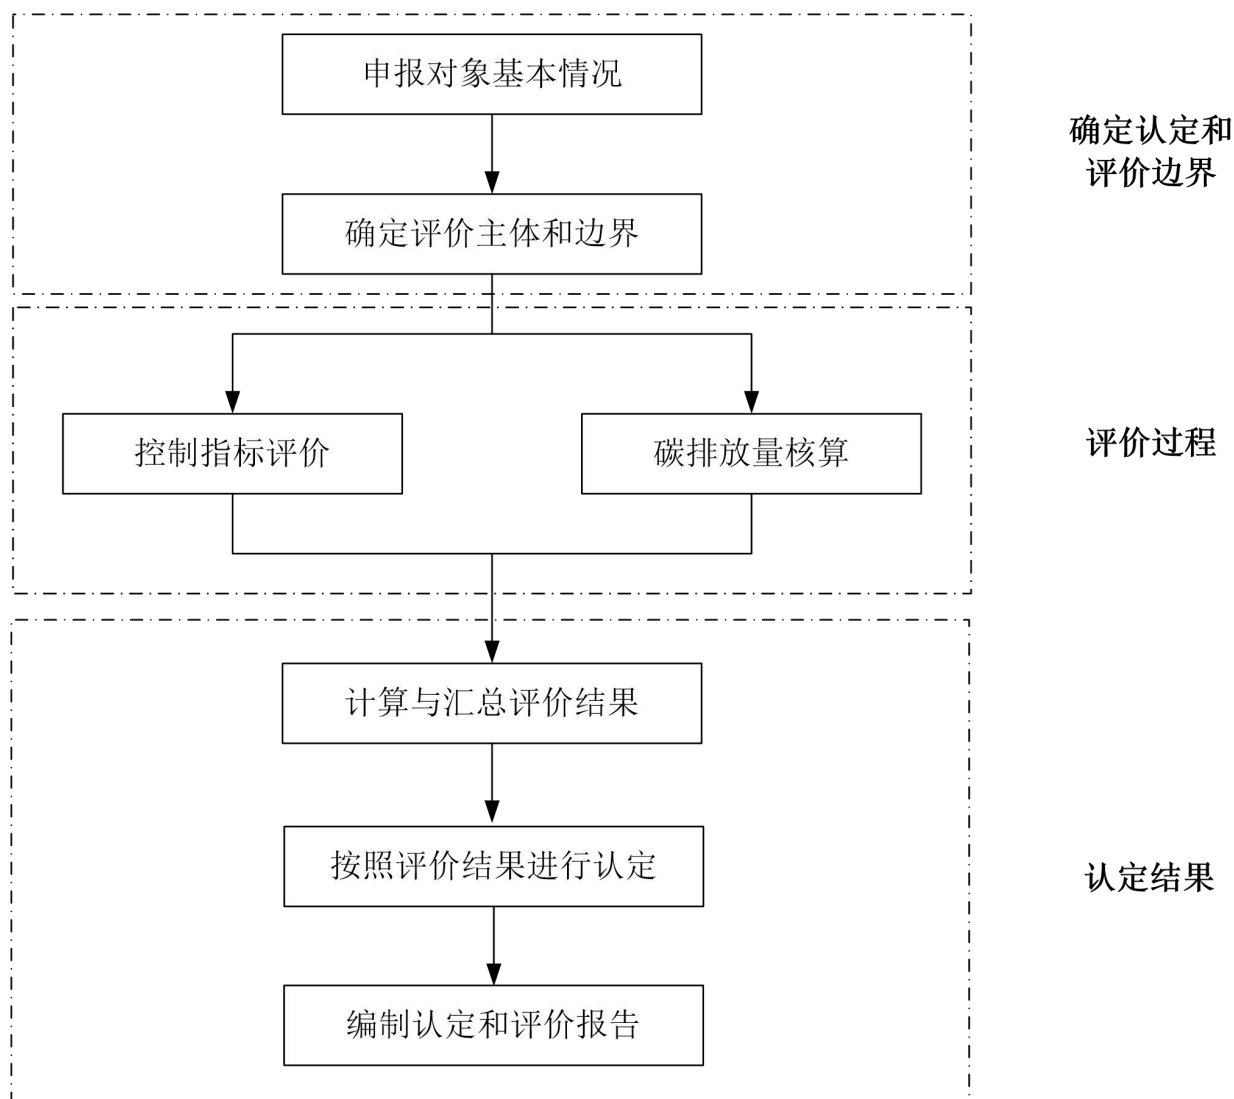 申报对象基本情况
确定认定和
评价边界
确定评价主体和边界
控制指标评价
碳排放量核算
评价过程
计算与汇总评价结果
按照评价结果进行认定
认定结果
编制认定和评价报告